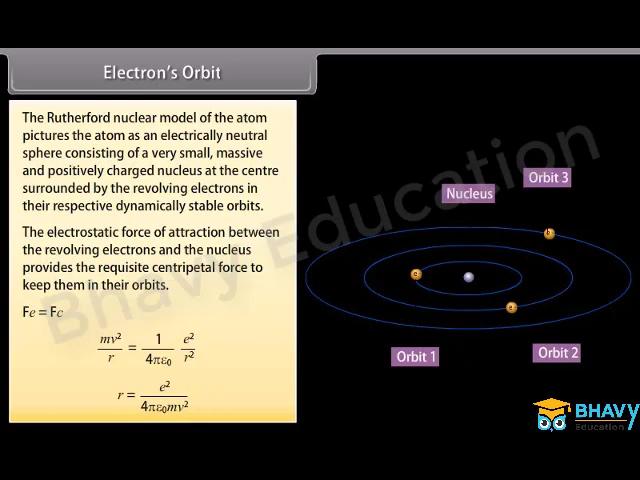 Electron's Orbit
The Rutherford nuclear model of the atom
pictures the atom as an electrically neutral
sphere consisting of a very small, massive
and positively charged nucleus at the centre
surrounded by the revolving electrons in
their respective dynamically stable orbits.
The electrostatic force of attraction between
the revolving electrons and the nucleus
provides the requisite centripetal force to
keep them in their orbits.
Fe = Fc
mv²/r = 1/4πε₀ e²/r²
r = e²/4πε₀mv²
Orbit 3
Nucleus
e
e
Orbit 1
Orbit 2
Bhavy Education
BHAVY
Education